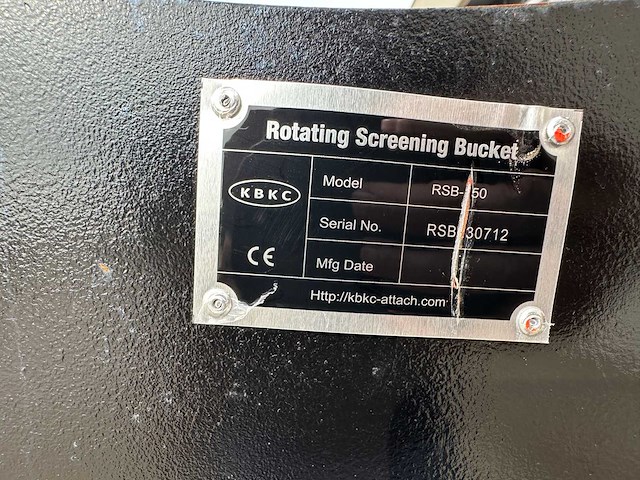 Rotating Screening Bucket
KBKC
Model
Serial No.
CE
Mfg Date
Http://kbkc-attach.com